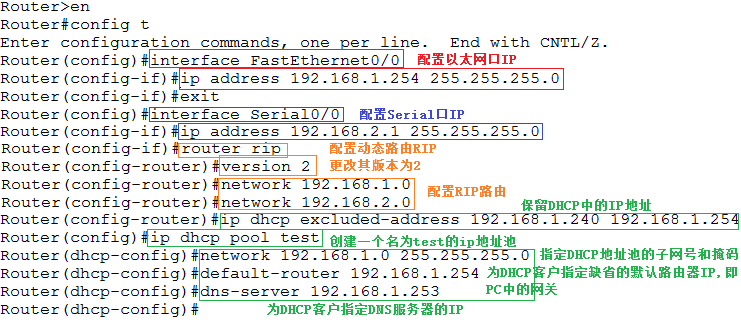 Router>en
Router#config t
Enter configuration commands, one per line.  End with CNTL/Z.
Router(config)#interface FastEthernet0/0 配置以太网口IP
Router(config-if)#ip address 192.168.1.254 255.255.255.0
Router(config-if)#exit
Router(config)#interface Serial0/0 配置Serial口IP
Router(config-if)#ip address 192.168.2.1 255.255.255.0
Router(config-if)#router rip 配置动态路由RIP
Router(config-router)#version 2 更改其版本为2
Router(config-router)#network 192.168.1.0
Router(config-router)#network 192.168.2.0 配置RIP路由
保留DHCP中的IP地址
Router(config-router)#ip dhcp excluded-address 192.168.1.240 192.168.1.254
Router(config)#ip dhcp pool test 创建一个名为test的ip地址池
Router(dhcp-config)#network 192.168.1.0 255.255.255.0 指定DHCP地址池的子网号和掩码
Router(dhcp-config)#default-router 192.168.1.254 为DHCP客户指定缺省的默认路由器IP,即
Router(dhcp-config)#dns-server 192.168.1.253 PC中的网关
Router(dhcp-config)# 为DHCP客户指定DNS服务器的IP